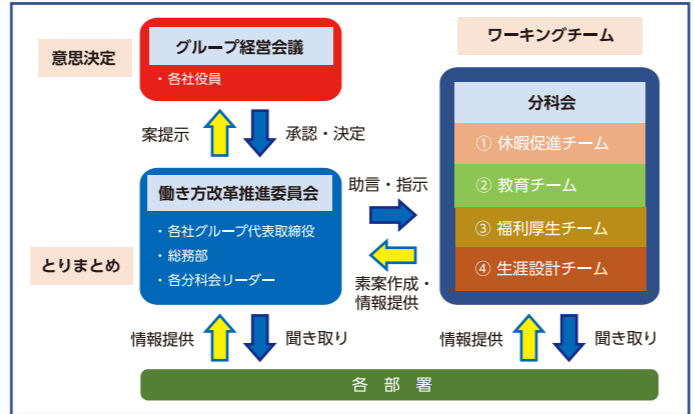 意思決定
グループ経営会議
・各社役員
案提示
承認・決定
働き方改革推進委員会
・各社グループ代表取締役
・総務部
・各分科会リーダー
とりまとめ
助言・指示
素案作成・
情報提供
ワーキングチーム
分科会
① 休暇促進チーム
② 教育チーム
③ 福利厚生チーム
④ 生涯設計チーム
情報提供
聞き取り
情報提供
聞き取り
各 部 署